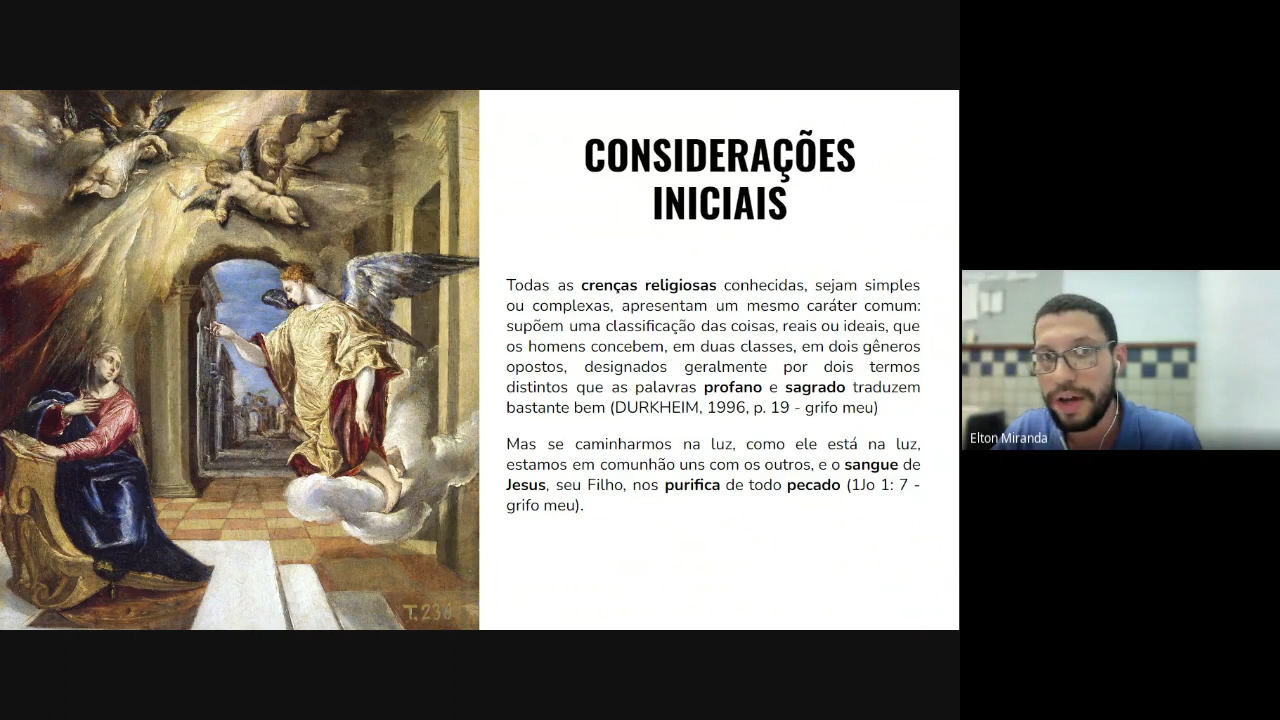 CONSIDERAÇÕES
INICIAIS
Todas as crenças religiosas conhecidas, sejam simples
ou complexas, apresentam um mesmo caráter comum:
supõem uma classificação das coisas, reais ou ideais, que
os homens concebem, em duas classes, em dois gêneros
opostos, designados geralmente por dois termos
distintos que as palavras profano e sagrado traduzem
bastante bem (DURKHEIM, 1996, p. 19 - grifo meu)
Mas se caminharmos na luz, como ele está na luz,
estamos em comunhão uns com os outros, e o sangue de
Jesus, seu Filho, nos purifica de todo pecado (1Jo 1: 7 -
grifo meu).
Elton Miranda